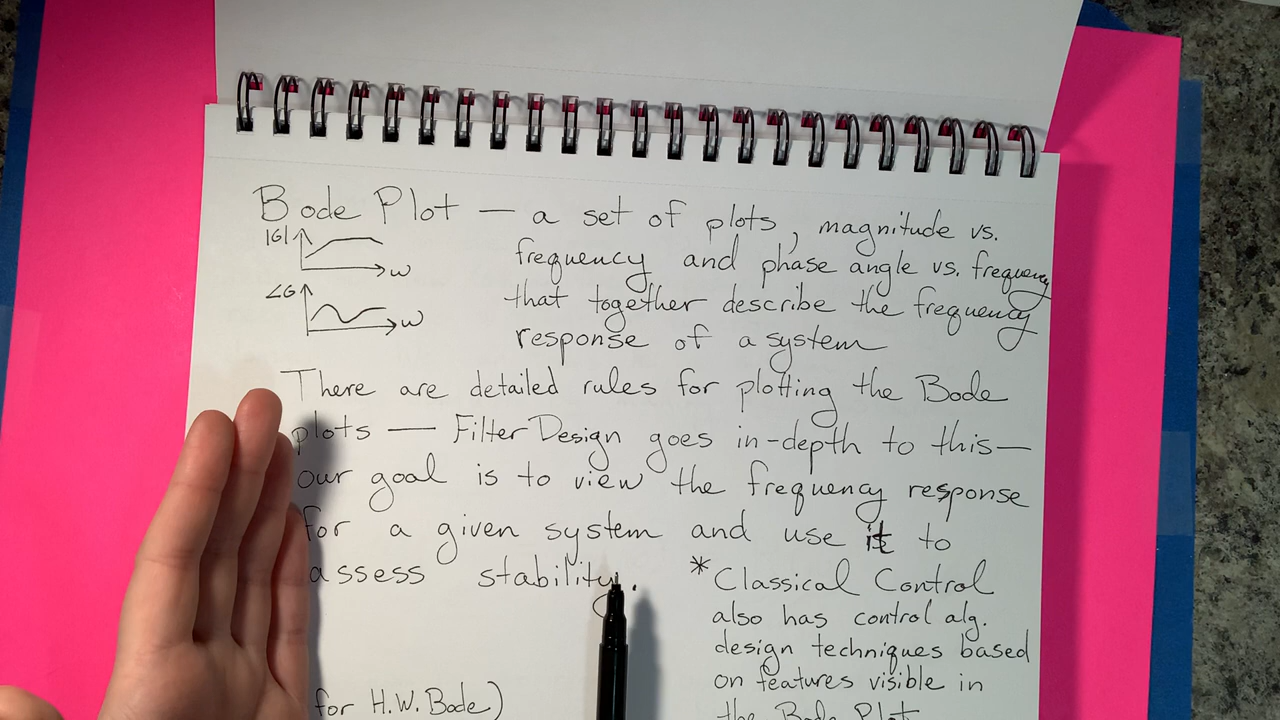 Bode Plot — a set of plots, magnitude vs.
frequency and phase angle vs. frequency
that together describe the frequency
response of a system
|G|
ω
∠G
ω
There are detailed rules for plotting the Bode
plots — Filter Design goes in-depth to this—
our goal is to view the frequency response
for a given system and use it to
assess stability.
*Classical Control
also has control alg.
design techniques based
on features visible in
the Bode Plot
for H.W. Bode)